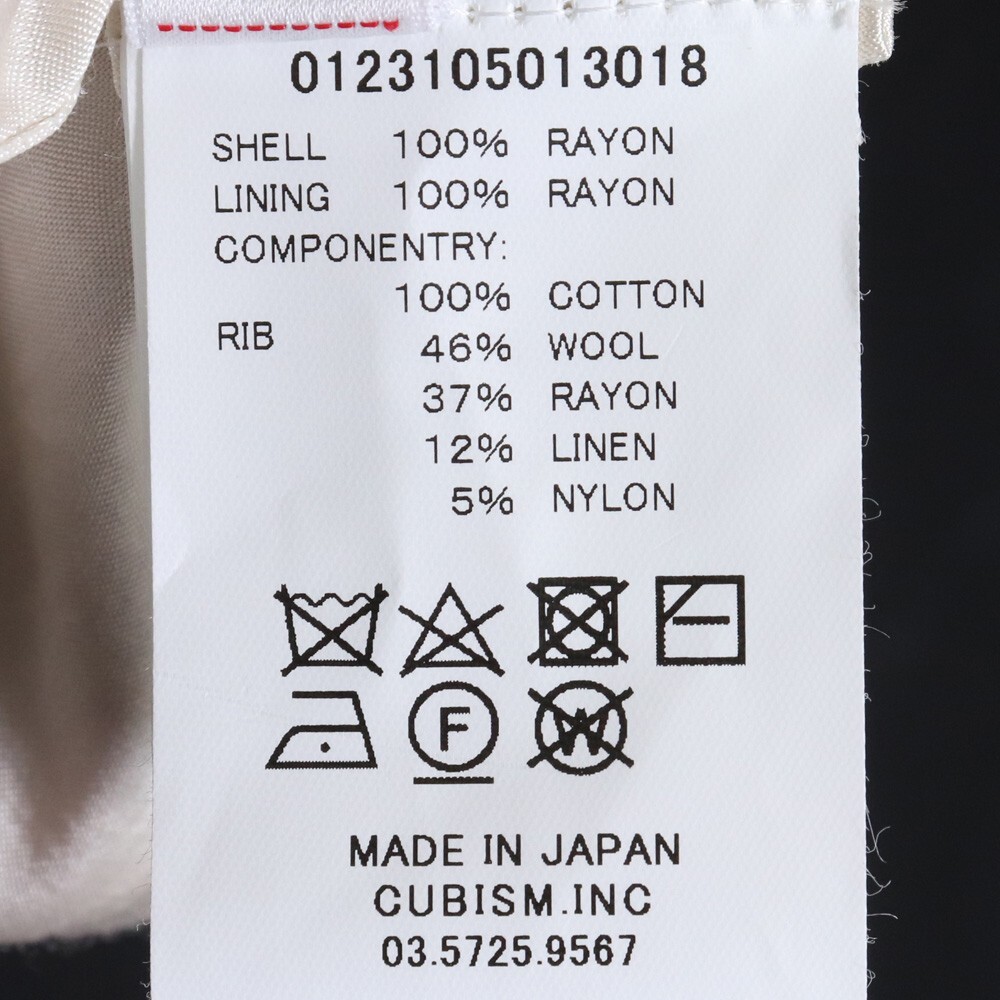 0123105013018
SHELL 100% RAYON
LINING 100% RAYON
COMPONENTRY:
100% COTTON
RIB 46% WOOL
37% RAYON
12% LINEN
5% NYLON
F W
MADE IN JAPAN
CUBISM.INC
03.5725.9567